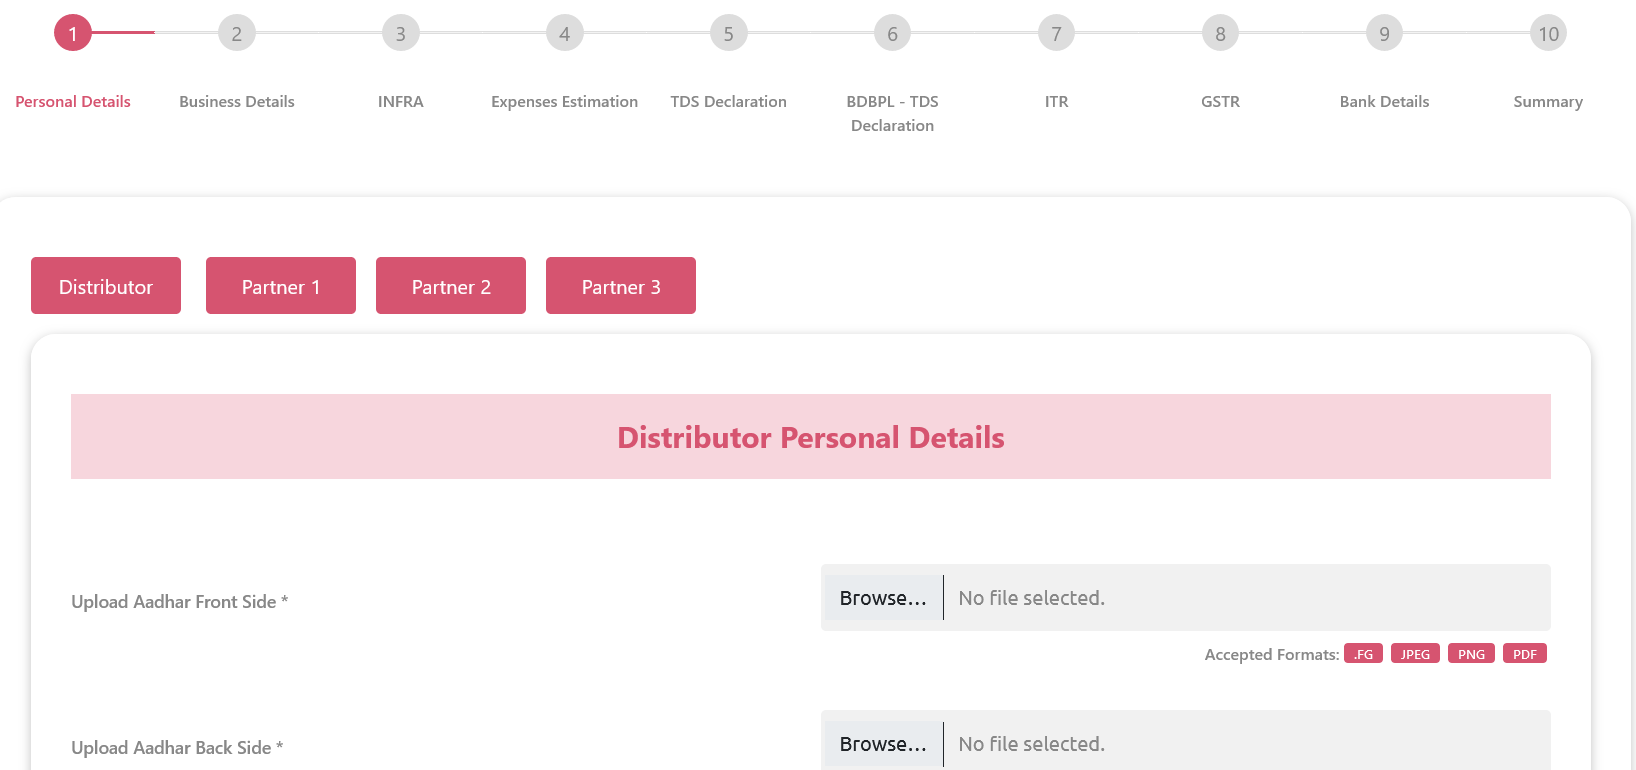 1 2 3 4 5 6 7 8 9 10
Personal Details Business Details INFRA Expenses Estimation TDS Declaration BDBPL - TDS Declaration ITR GSTR Bank Details Summary
Distributor Partner 1 Partner 2 Partner 3
Distributor Personal Details
Upload Aadhar Front Side * Browse... No file selected.
Accepted Formats: .FG JPEG PNG PDF
Upload Aadhar Back Side * Browse... No file selected.